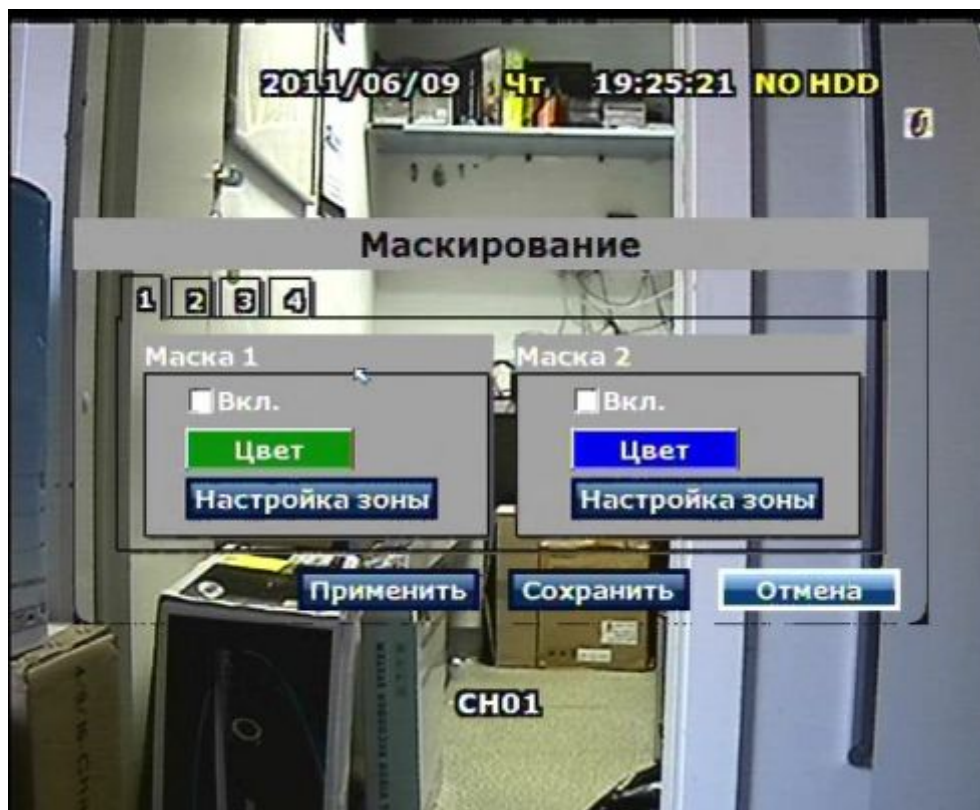 2011/06/09 Чт 19:25:21 NO HDD
Маскирование
1 2 3 4
Маска 1 Маска 2
Вкл. Вкл.
Цвет Цвет
Настройка зоны Настройка зоны
Применить Сохранить Отмена
CH01